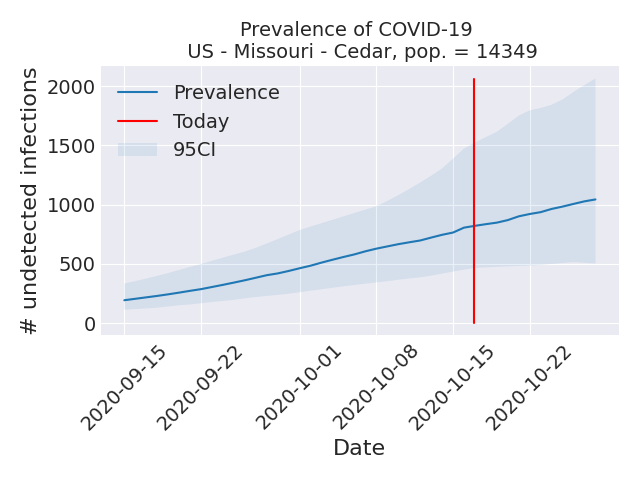 Prevalence of COVID-19
US - Missouri - Cedar, pop. = 14349
# undetected infections
2000
1500
1000
500
0
Prevalence
Today
95CI
2020-09-15
2020-09-22
2020-10-01
2020-10-08
2020-10-15
2020-10-22
Date